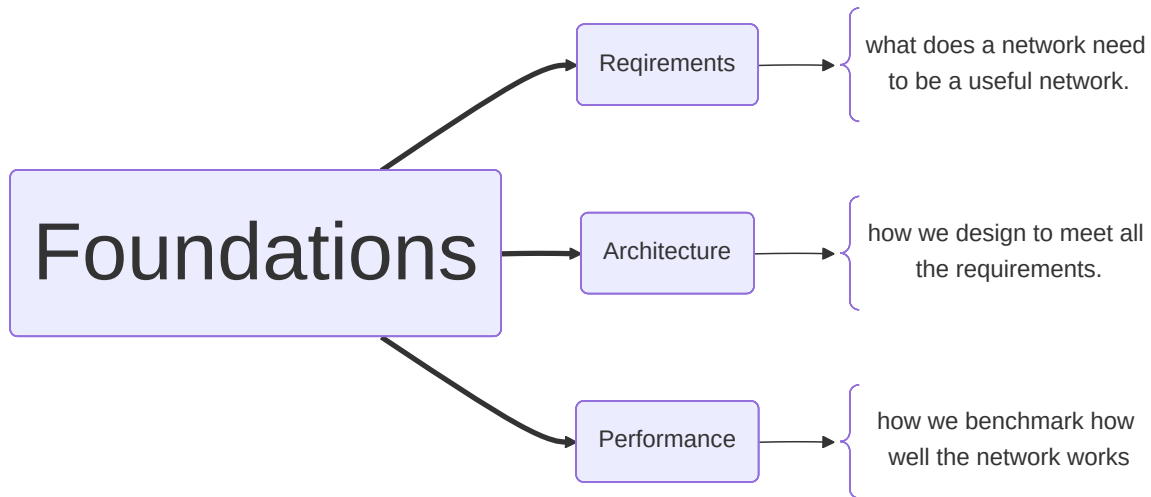 Foundations
Reqirements
what does a network need
to be a useful network.
Architecture
how we design to meet all
the requirements.
Performance
how we benchmark how
well the network works